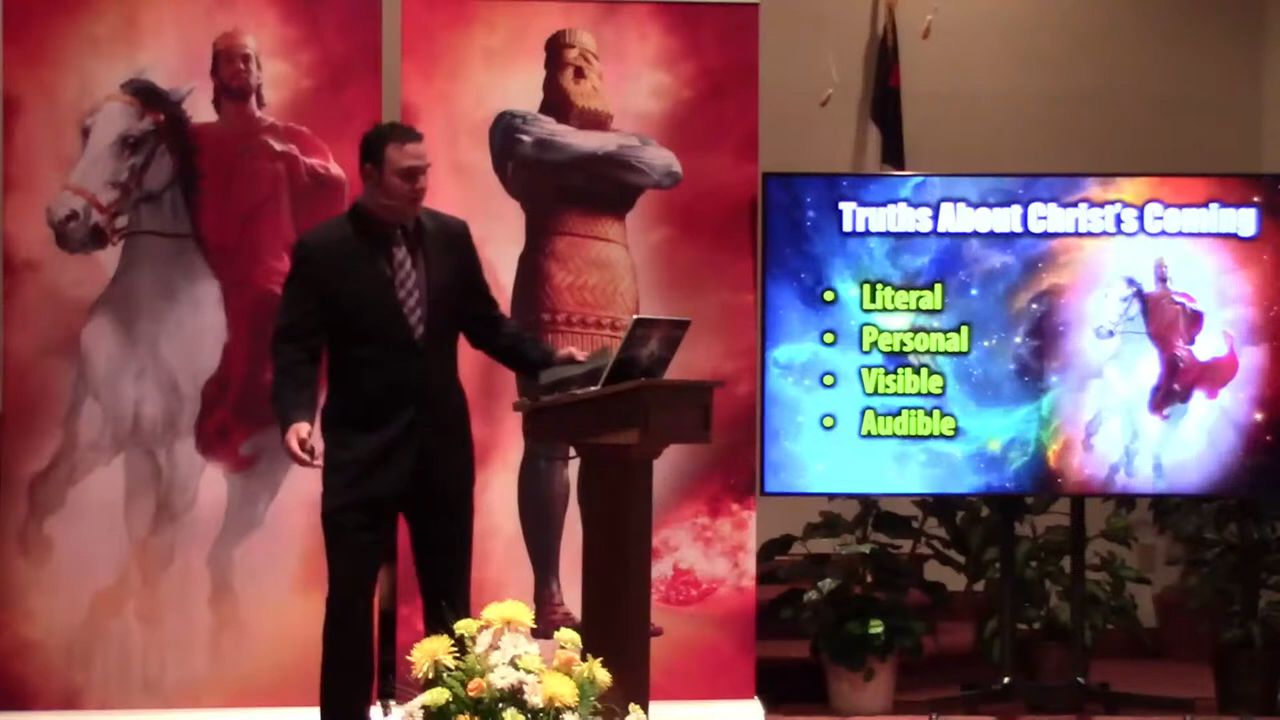 Truths About Christ's Coming
• Literal
• Personal
• Visible
• Audible